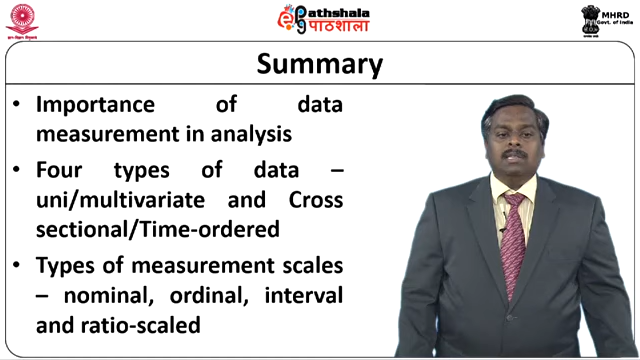 Pathshala
पाठशाला
MHRD
Govt. of India
Summary
• Importance of data
measurement in analysis
• Four types of data –
uni/multivariate and Cross
sectional/Time-ordered
• Types of measurement scales
– nominal, ordinal, interval
and ratio-scaled